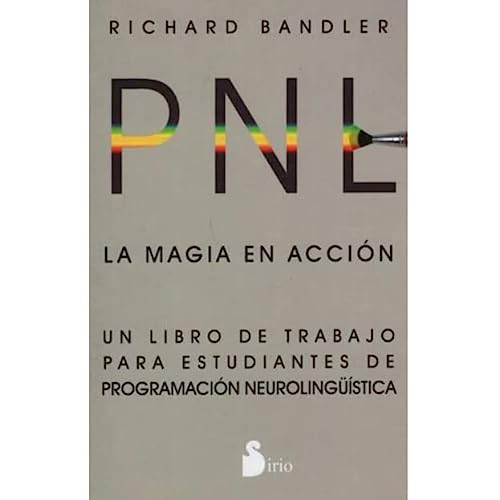 RICHARD BANDLER
PNL
LA MAGIA EN ACCIÓN
UN LIBRO DE TRABAJO
PARA ESTUDIANTES DE
PROGRAMACIÓN NEUROLINGÜÍSTICA
Sirio